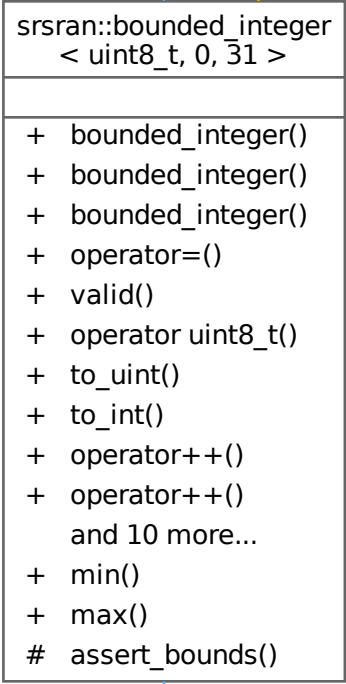 srsran::bounded_integer
< uint8_t, 0, 31 >
+ bounded_integer()
+ bounded_integer()
+ bounded_integer()
+ operator=()
+ valid()
+ operator uint8_t()
+ to_uint()
+ to_int()
+ operator++()
+ operator++()
and 10 more...
+ min()
+ max()
# assert_bounds()